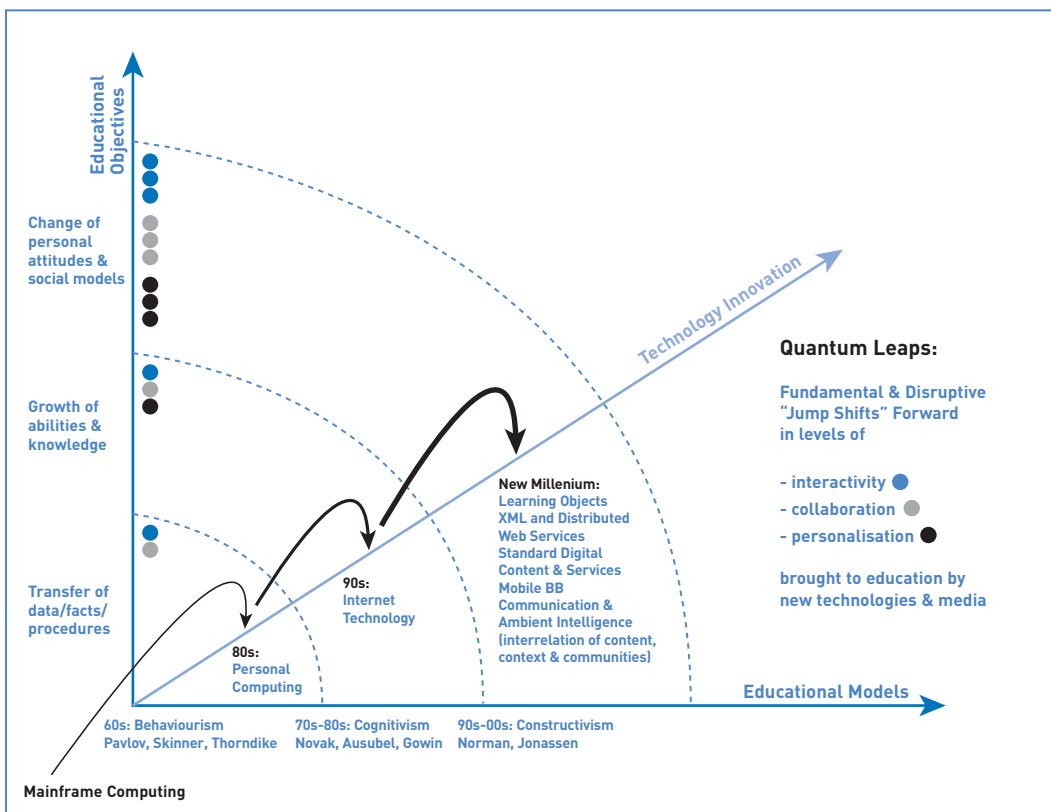 Educational
Objectives
Change of
personal
attitudes &
social models
Growth of
abilities &
knowledge
Transfer of
data/facts/
procedures
Technology Innovation
Quantum Leaps:
Fundamental & Disruptive
“Jump Shifts” Forward
in levels of
- interactivity
- collaboration
- personalisation
brought to education by
new technologies & media
New Millenium:
Learning Objects
XML and Distributed
Web Services
Standard Digital
Content & Services
Mobile BB
Communication &
Ambient Intelligence
(interrelation of content,
context & communities)
90s:
Internet
Technology
80s:
Personal
Computing
Educational Models
60s: Behaviourism
Pavlov, Skinner, Thorndike
70s-80s: Cognitivism
Novak, Ausubel, Gowin
90s-00s: Constructivism
Norman, Jonassen
Mainframe Computing